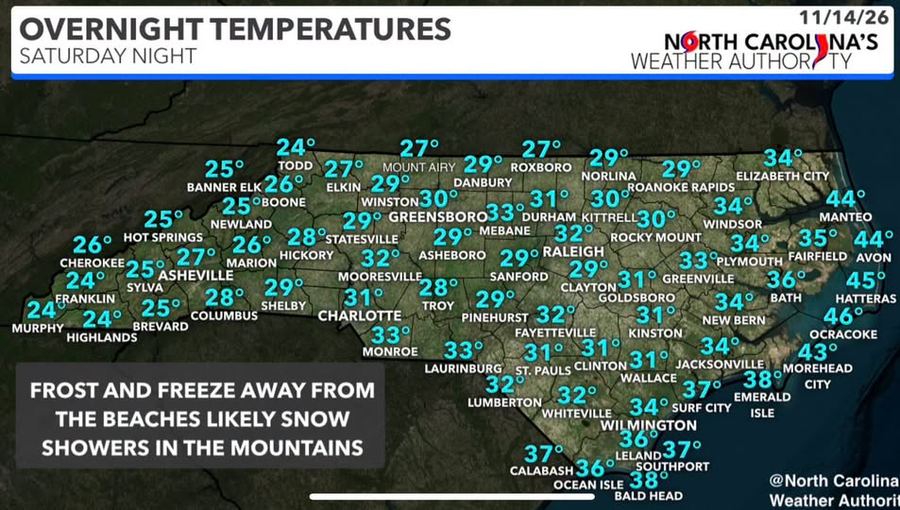 OVERNIGHT TEMPERATURES
SATURDAY NIGHT
11/14/26
NORTH CAROLINA'S
WEATHER AUTHORITY
24°
TODD
27°
MOUNT AIRY
27°
ROXBORO
25°
BANNER ELK
26°
BOONE
27°
ELKIN
29°
WINSTON
29°
DANBURY
29°
NORLINA
29°
ROANOKE RAPIDS
34°
ELIZABETH CITY
25°
NEWLAND
30°
GREENSBORO
33°
MEBANE
31°
DURHAM
30°
KITTRELL
30°
ROCKY MOUNT
34°
WINDSOR
44°
MANTEO
25°
HOT SPRINGS
29°
STATESVILLE
26°
CHEROKEE
27°
ASHEVILLE
26°
MARION
28°
HICKORY
29°
ASHEBORO
32°
RALEIGH
34°
PLYMOUTH
35°
FAIRFIELD
44°
AVON
24°
FRANKLIN
25°
SYLVA
32°
MOORESVILLE
29°
SANFORD
29°
CLAYTON
31°
GOLDSBORO
33°
GREENVILLE
36°
BATH
45°
HATTERAS
24°
MURPHY
24°
HIGHLANDS
25°
BREVARD
28°
COLUMBUS
29°
SHELBY
31°
CHARLOTTE
28°
TROY
29°
PINEHURST
32°
FAYETTEVILLE
31°
KINSTON
34°
NEW BERN
46°
OCRACOKE
33°
MONROE
33°
LAURINBURG
31°
ST. PAULS
31°
CLINTON
31°
WALLACE
34°
JACKSONVILLE
43°
MOREHEAD
CITY
32°
LUMBERTON
32°
WHITEVILLE
34°
WILMINGTON
37°
SURF CITY
38°
EMERALD
ISLE
36°
LELAND
37°
SOUTHPORT
37°
CALABASH
36°
OCEAN ISLE
38°
BALD HEAD
FROST AND FREEZE AWAY FROM
THE BEACHES LIKELY SNOW
SHOWERS IN THE MOUNTAINS
@North Carolina
Weather Authorit